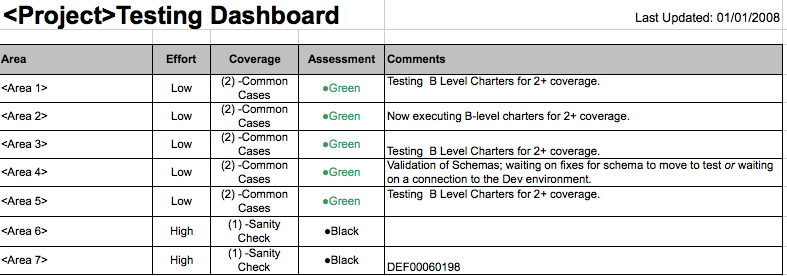 <Project>Testing Dashboard Last Updated: 01/01/2008
Area Effort Coverage Assessment Comments
<Area 1> Low (2) -Common Cases •Green Testing B Level Charters for 2+ coverage.
<Area 2> Low (2) -Common Cases •Green Now executing B-level charters for 2+ coverage.
<Area 3> Low (2) -Common Cases •Green Testing B Level Charters for 2+ coverage.
<Area 4> Low (2) -Common Cases •Green Validation of Schemas; waiting on fixes for schema to move to test or waiting on a connection to the Dev environment.
<Area 5> Low (2) -Common Cases •Green Testing B Level Charters for 2+ coverage.
<Area 6> High (1) -Sanity Check •Black
<Area 7> High (1) -Sanity Check •Black DEF00060198